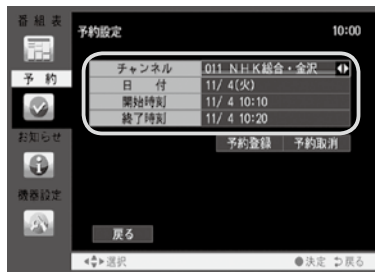 番組表
予約設定
10:00
予約
お知らせ
機器設定
チャンネル 011 NHK総合・金沢
日付 11/ 4(火)
開始時刻 11/ 4 10:10
終了時刻 11/ 4 10:20
予約登録 予約取消
戻る
選択
決定 戻る